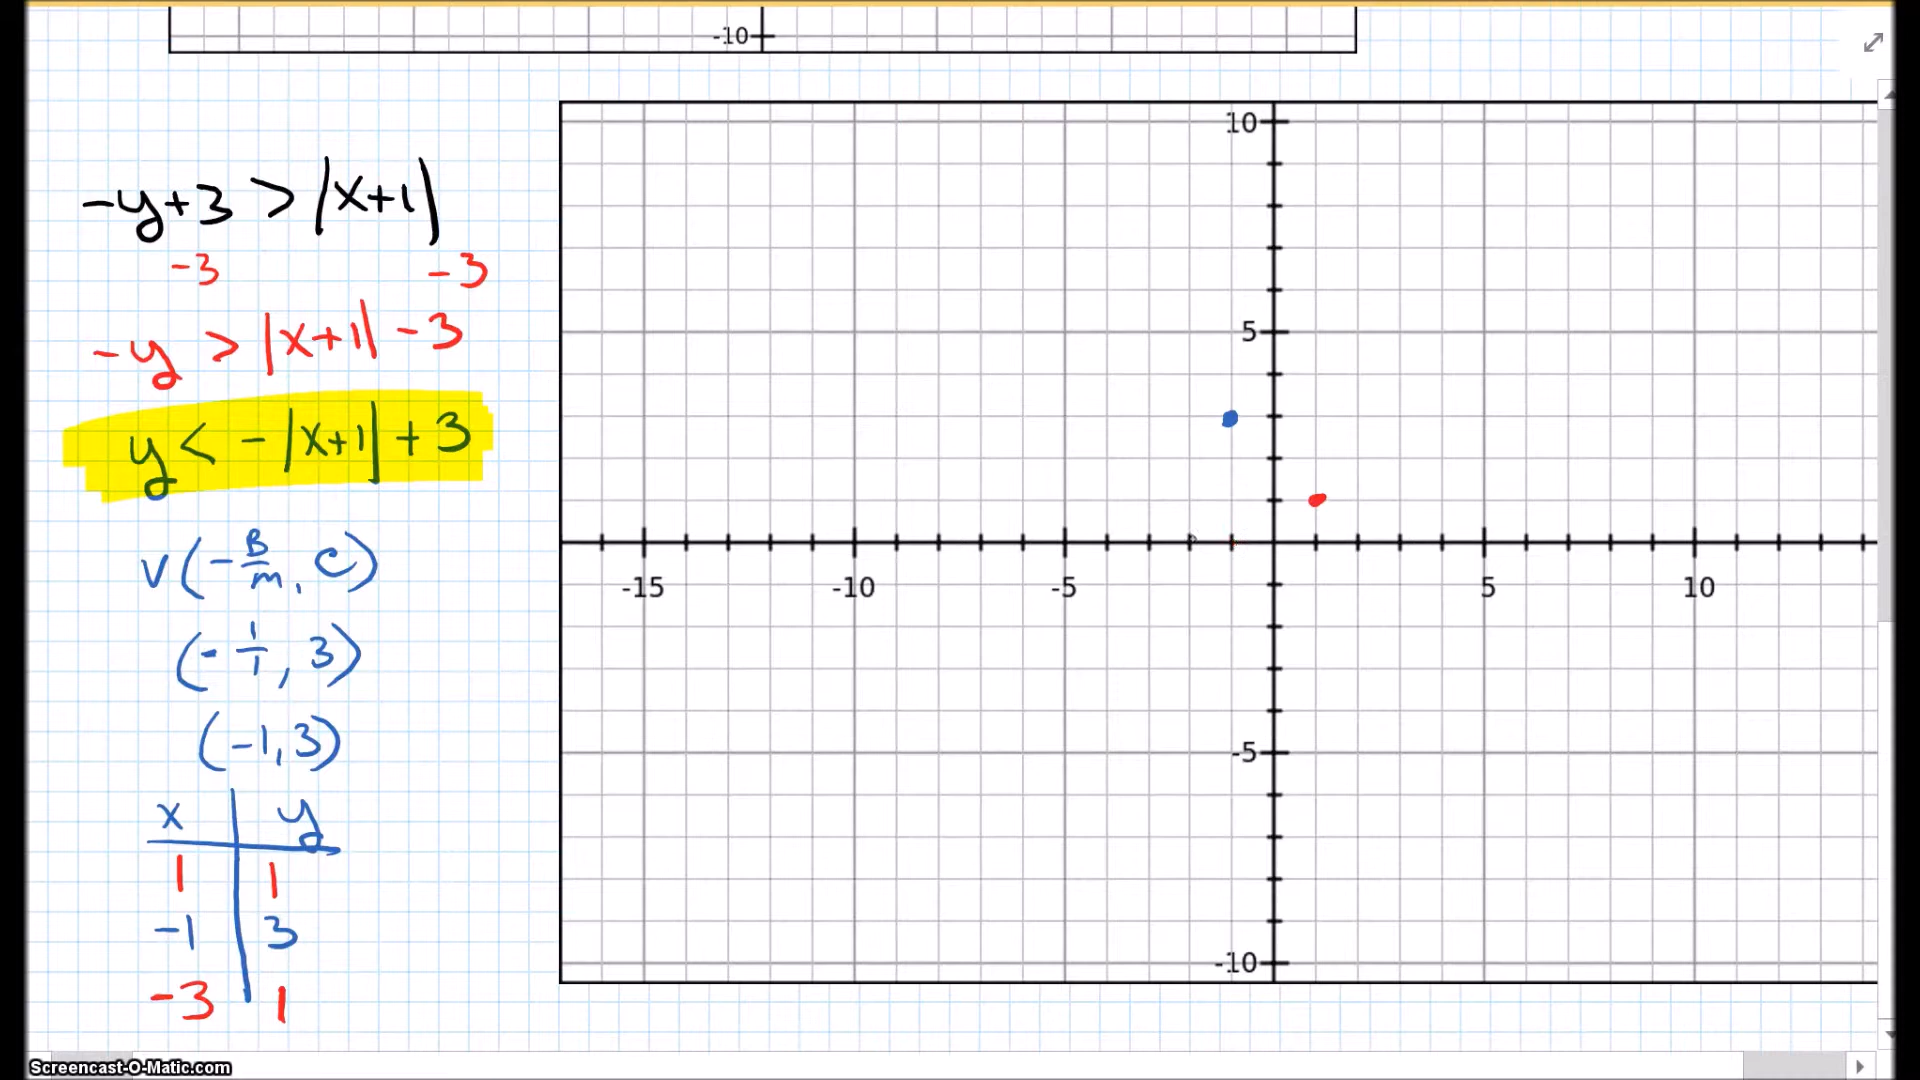 -10
10
-y+3 > |x+1|
-3 -3
5
-y > |x+1| -3
y < - |x+1| + 3
v(-B/m, C)
-15 -10 -5 5 10
(-1/1, 3)
(-1, 3)
-5
x y
1 1
-1 3
-10
-3 1
Screencast-O-Matic.com